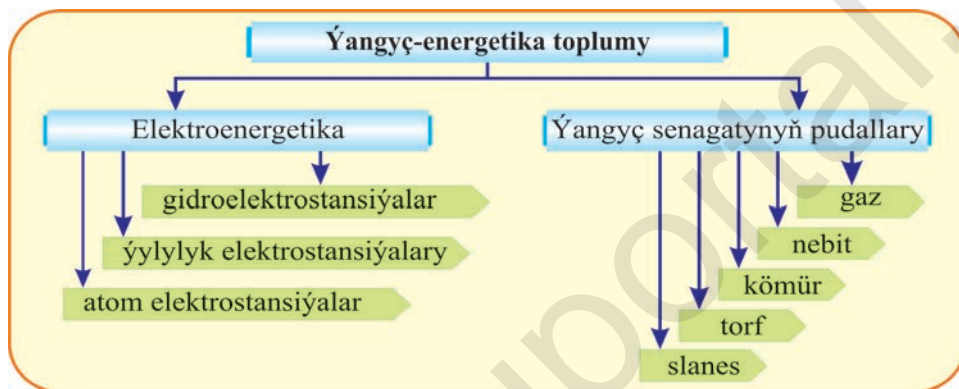 Ýangyç-energetika toplumy
Elektroenergetika
Ýangyç senagatynyň pudallary
gidroelektrostansiýalar
ýylylyk elektrostansiýalary
atom elektrostansiýalar
gaz
nebit
kömür
torf
slanes